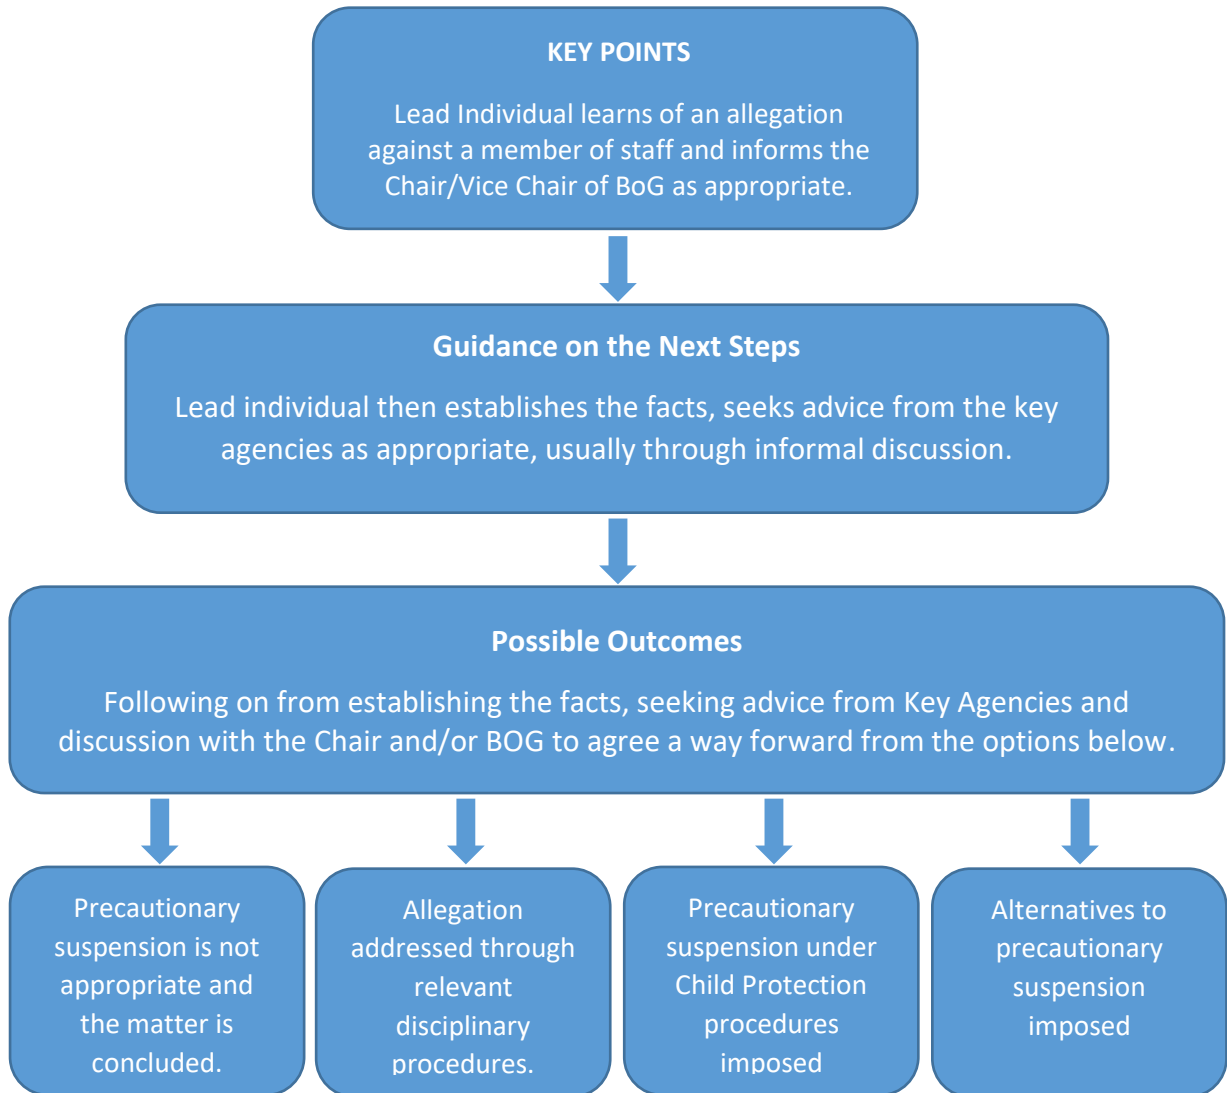 KEY POINTS
Lead Individual learns of an allegation
against a member of staff and informs the
Chair/Vice Chair of BoG as appropriate.
Guidance on the Next Steps
Lead individual then establishes the facts, seeks advice from the key
agencies as appropriate, usually through informal discussion.
Possible Outcomes
Following on from establishing the facts, seeking advice from Key Agencies and
discussion with the Chair and/or BOG to agree a way forward from the options below.
Precautionary
suspension is not
appropriate and
the matter is
concluded.
Allegation
addressed through
relevant
disciplinary
procedures.
Precautionary
suspension under
Child Protection
procedures
imposed
Alternatives to
precautionary
suspension
imposed